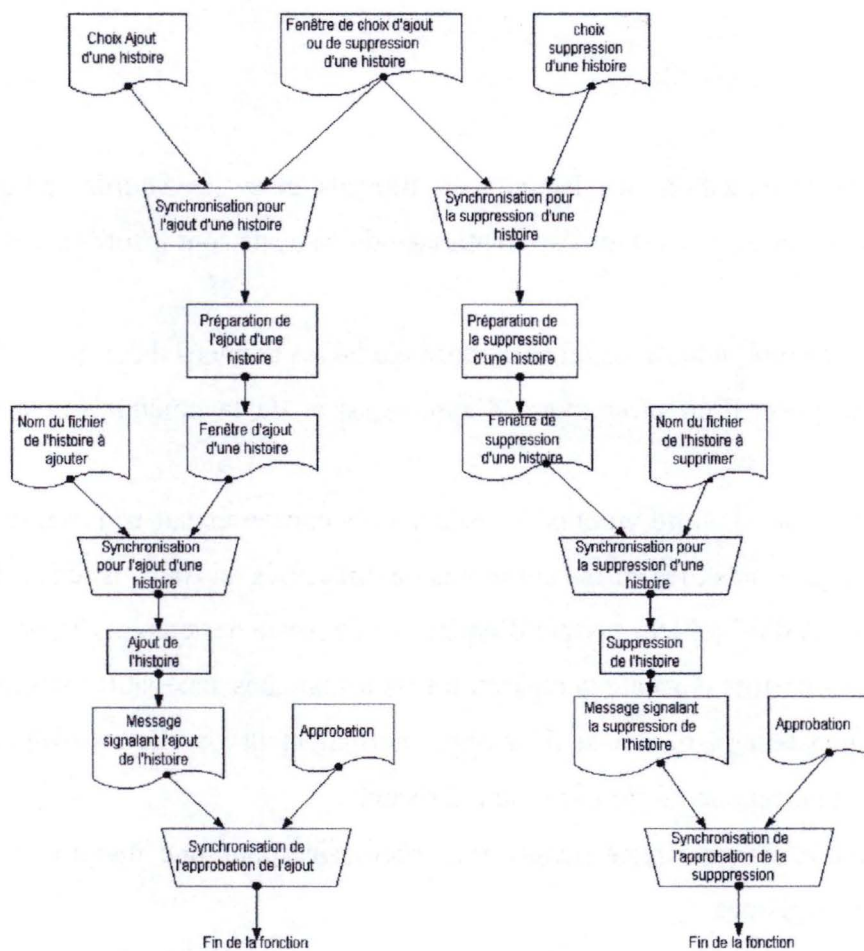 Choix Ajout
d'une histoire
Fenêtre de choix d'ajout
ou de suppression
d'une histoire
choix
suppression
d'une histoire
Synchronisation pour
l'ajout d'une histoire
Synchronisation pour
la suppression d'une
histoire
Préparation de
l'ajout d'une
histoire
Préparation de
la suppression
d'une histoire
Nom du fichier
de l'histoire à
ajouter
Fenêtre d'ajout
d'une histoire
Fenêtre de
suppression
d'une histoire
Nom du fichier
de l'histoire à
supprimer
Synchronisation
pour l'ajout d'une
histoire
Synchronisation pour
la suppression d'une
histoire
Ajout de
l'histoire
Suppression
de l'histoire
Message
signalant l'ajout
de l'histoire
Approbation
Message signalant
la suppression de
l'histoire
Approbation
Synchronisation de
l'approbation de l'ajout
Synchronisation de
l'approbation de la
supppression
Fin de la fonction
Fin de la fonction